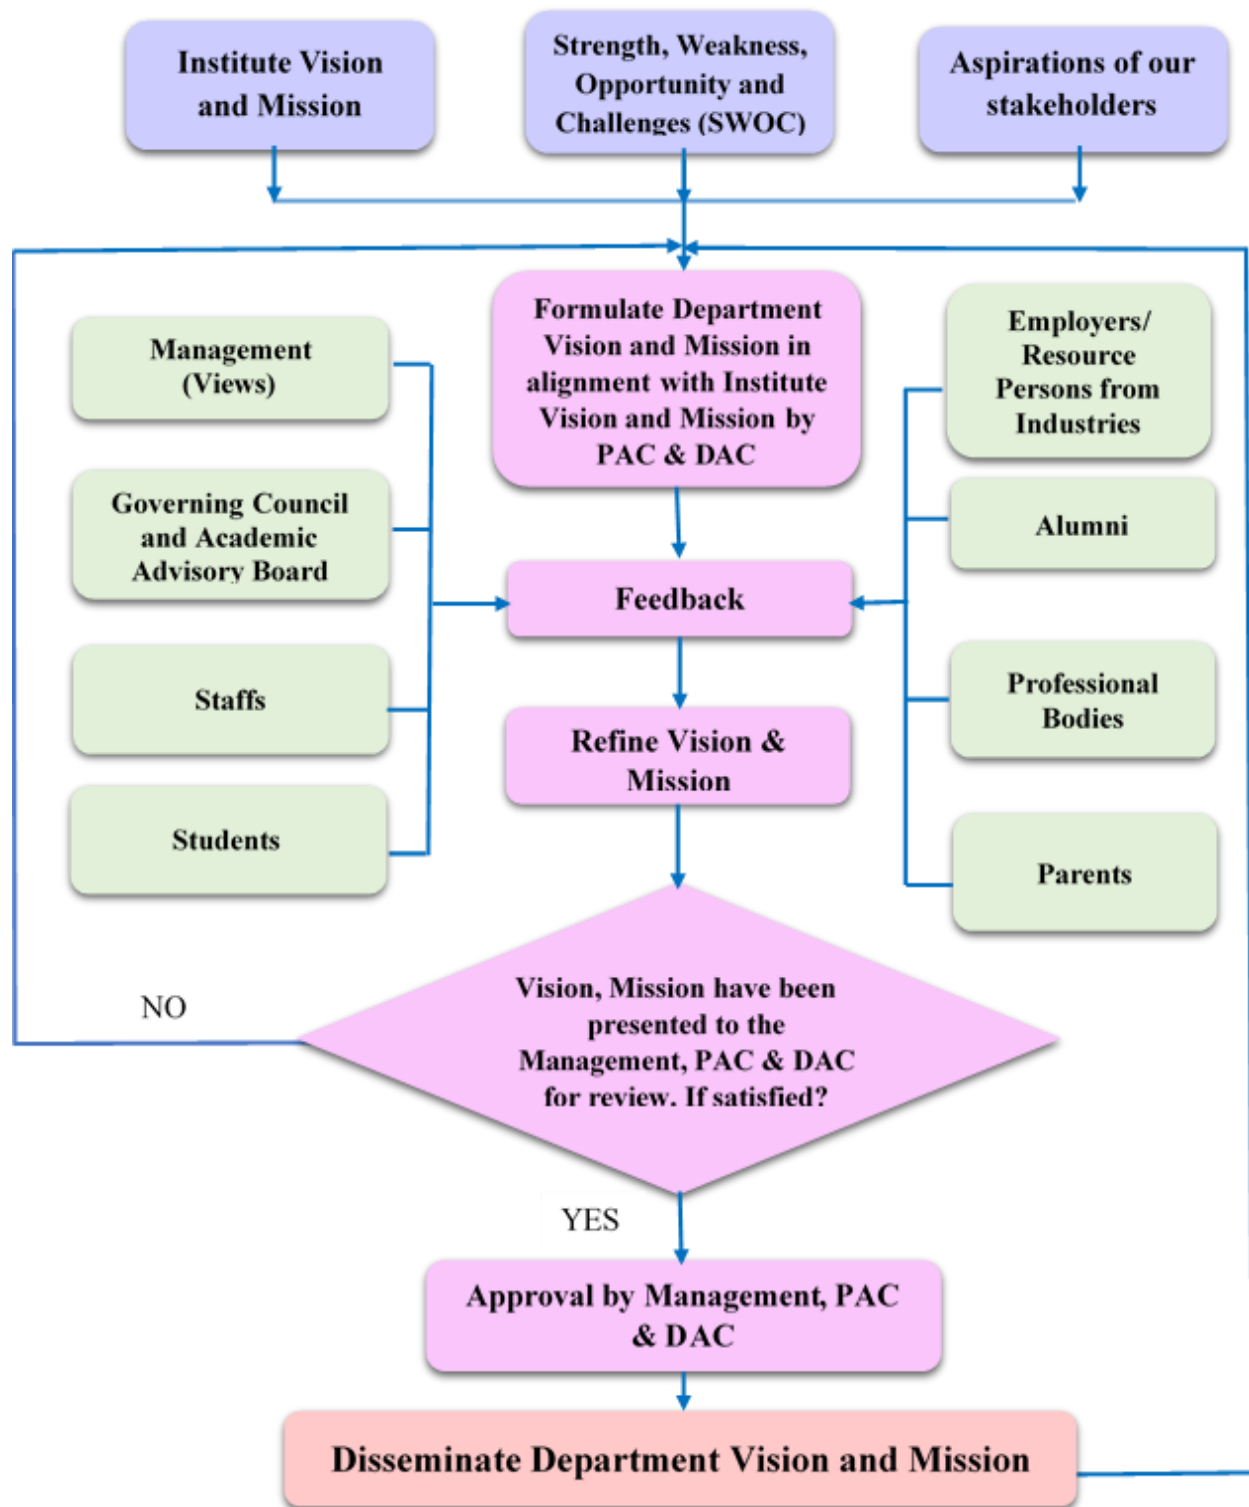 Institute Vision
and Mission
Strength, Weakness,
Opportunity and
Challenges (SWOC)
Aspirations of our
stakeholders
Formulate Department
Vision and Mission in
alignment with Institute
Vision and Mission by
PAC & DAC
Management
(Views)
Governing Council
and Academic
Advisory Board
Staffs
Students
Employers/
Resource
Persons from
Industries
Alumni
Professional
Bodies
Parents
Feedback
Refine Vision &
Mission
Vision, Mission have been
presented to the
Management, PAC & DAC
for review. If satisfied?
NO
YES
Approval by Management, PAC
& DAC
Disseminate Department Vision and Mission